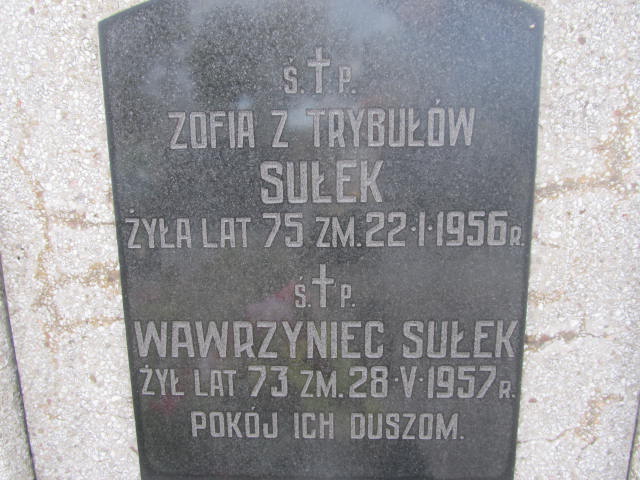 Ś.✝P.
ZOFIA Z TRYBUŁÓW
SUŁEK
ŻYŁA LAT 75 ZM. 22·I·1956 R.
Ś.✝P.
WAWRZYNIEC SUŁEK
ŻYŁ LAT 73 ZM. 28·V·1957 R.
POKÓJ ICH DUSZOM.